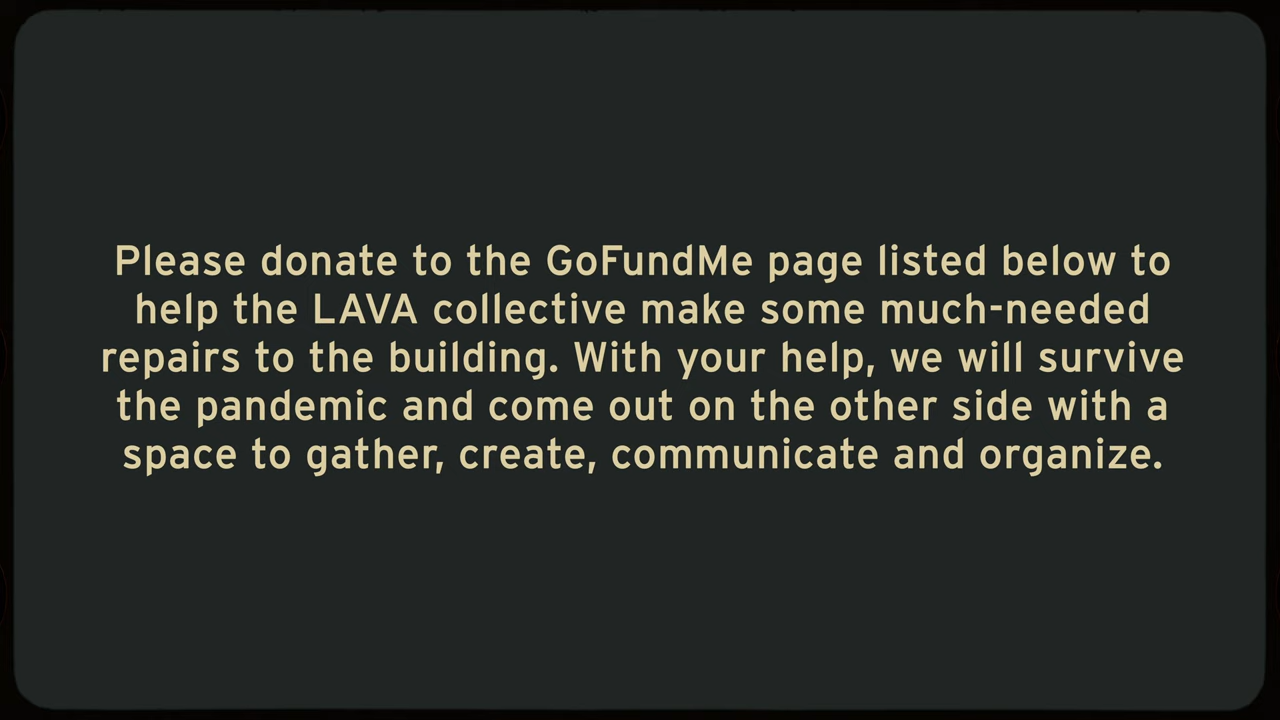 Please donate to the GoFundMe page listed below to
help the LAVA collective make some much-needed
repairs to the building. With your help, we will survive
the pandemic and come out on the other side with a
space to gather, create, communicate and organize.